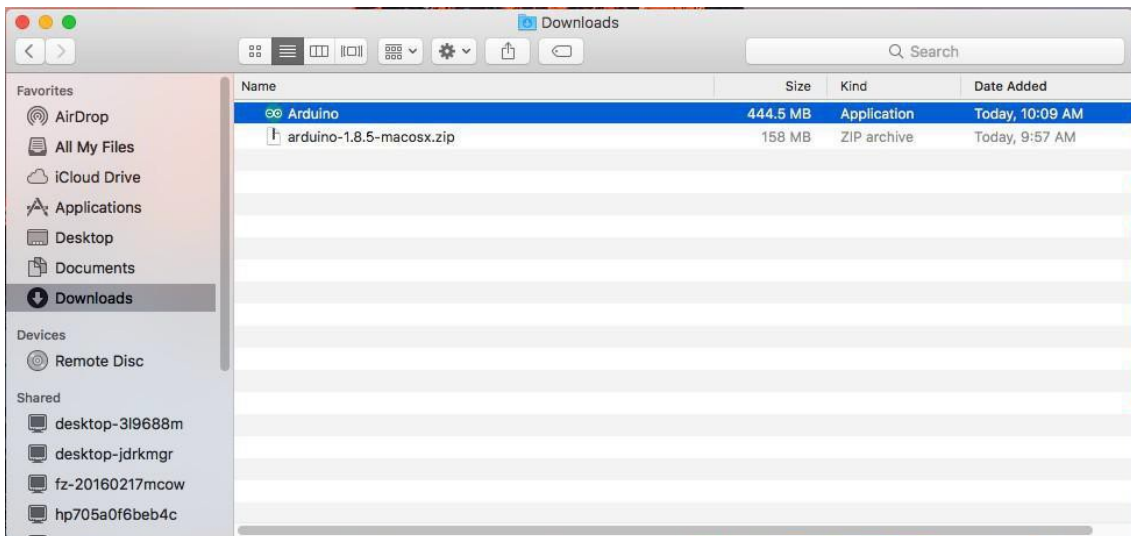 Downloads
Search
Favorites
AirDrop
All My Files
iCloud Drive
Applications
Desktop
Documents
Downloads
Devices
Remote Disc
Shared
desktop-3l9688m
desktop-jdrkmgr
fz-20160217mcow
hp705a0f6beb4c
Name Size Kind Date Added
Arduino 444.5 MB Application Today, 10:09 AM
arduino-1.8.5-macosx.zip 158 MB ZIP archive Today, 9:57 AM